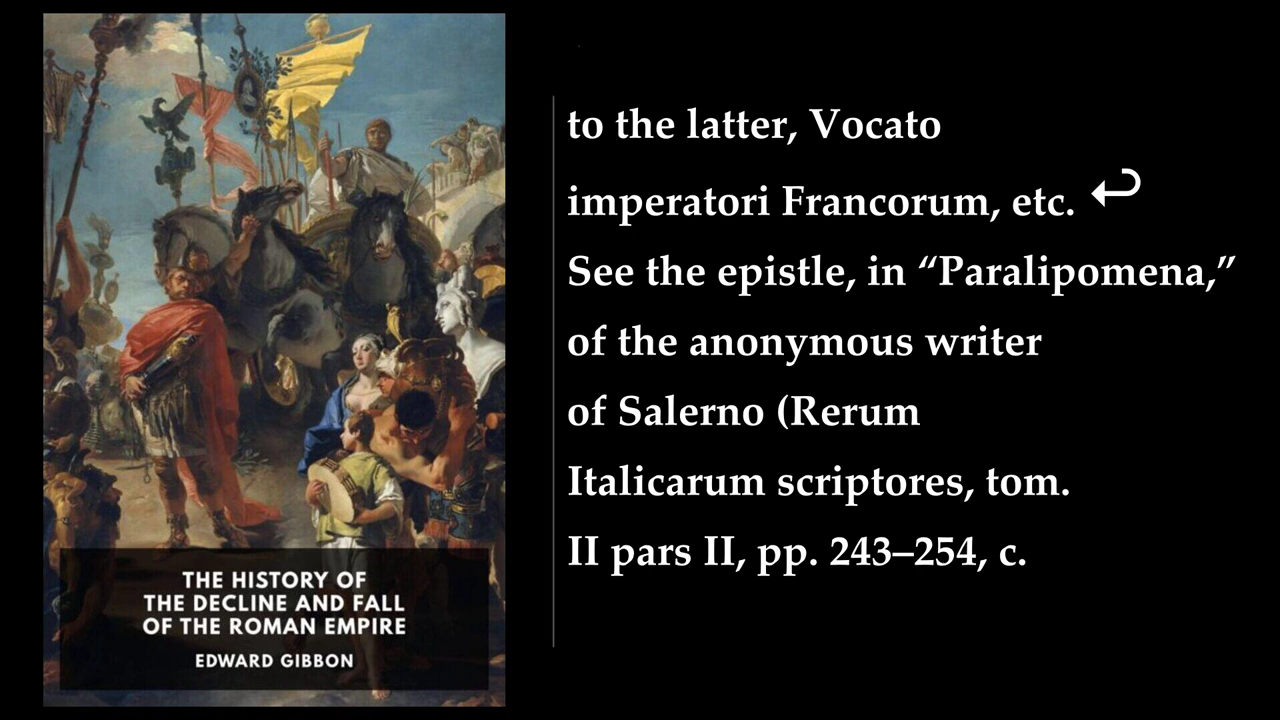 THE HISTORY OF
THE DECLINE AND FALL
OF THE ROMAN EMPIRE
EDWARD GIBBON
to the latter, Vocato
imperatori Francorum, etc. ↩
See the epistle, in “Paralipomena,”
of the anonymous writer
of Salerno (Rerum
Italicarum scriptores, tom.
II pars II, pp. 243–254, c.